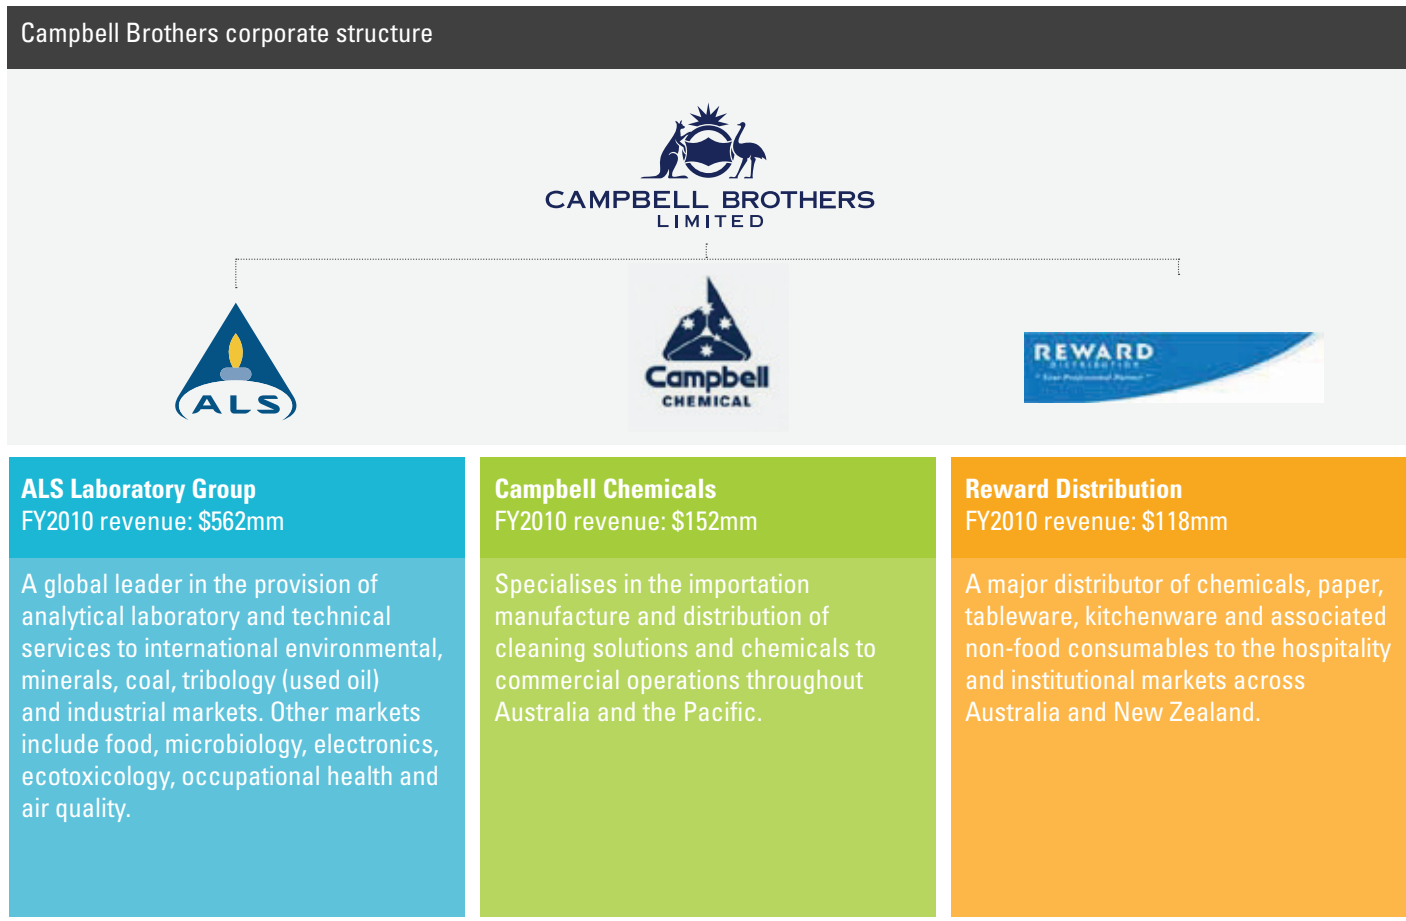 Campbell Brothers corporate structure
CAMPBELL BROTHERS
LIMITED
ALS
Campbell
CHEMICAL
REWARD
DISTRIBUTION
ALS Laboratory Group
FY2010 revenue: $562mm
A global leader in the provision of
analytical laboratory and technical
services to international environmental,
minerals, coal, tribology (used oil)
and industrial markets. Other markets
include food, microbiology, electronics,
ecotoxicology, occupational health and
air quality.
Campbell Chemicals
FY2010 revenue: $152mm
Specialises in the importation
manufacture and distribution of
cleaning solutions and chemicals to
commercial operations throughout
Australia and the Pacific.
Reward Distribution
FY2010 revenue: $118mm
A major distributor of chemicals, paper,
tableware, kitchenware and associated
non-food consumables to the hospitality
and institutional markets across
Australia and New Zealand.